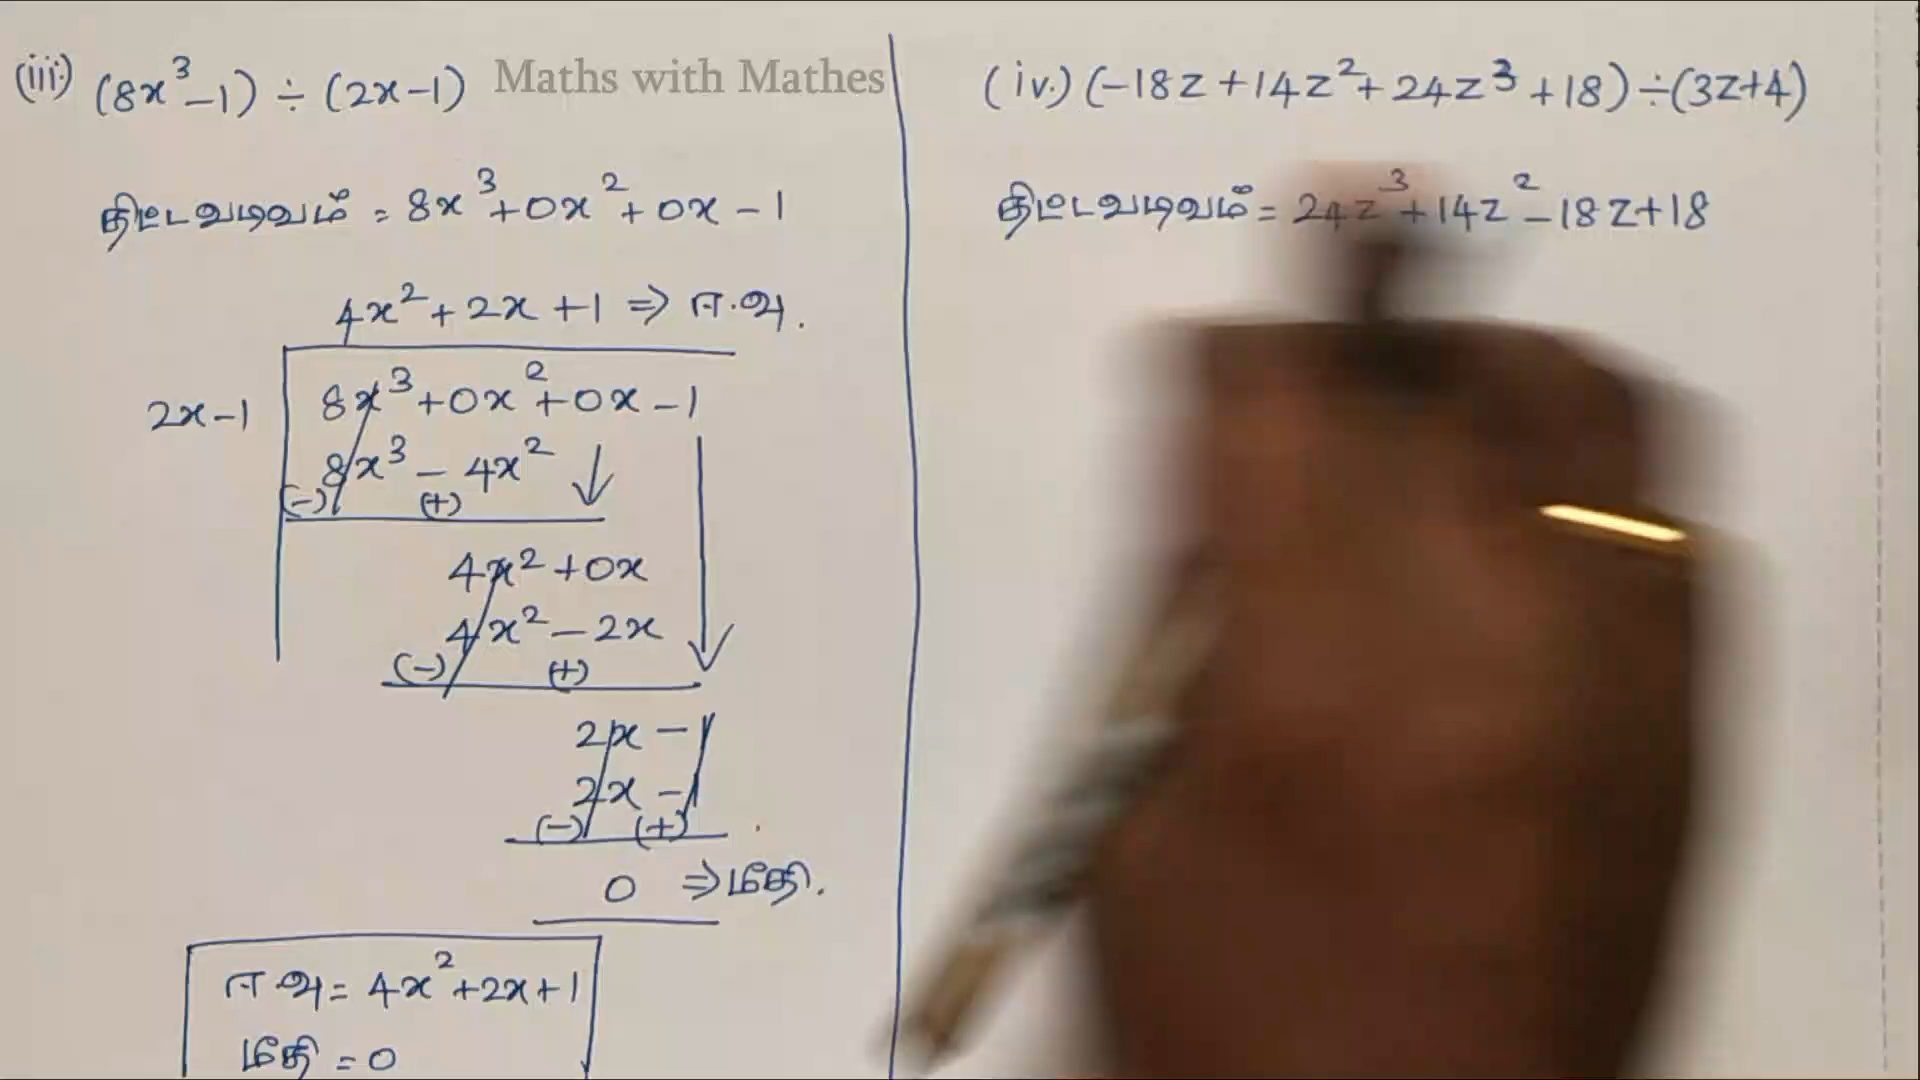 (iii) (8x³-1) ÷ (2x-1)
Maths with Mathes
திட்டவடிவம் = 8x³+0x²+0x-1
4x²+2x+1 ⇒ ஈ.அ.
2x-1
8x³+0x²+0x-1
8x³-4x²
(-) (+)
4x²+0x
4x²-2x
(-) (+)
2x-1
2x-1
(-) (+)
0 ⇒ மீதி.
ஈ.அ = 4x²+2x+1
மீதி = 0
(iv.) (-18z+14z²+24z³+18)÷(3z+4)
திட்டவடிவம் = 24z³+14z²-18z+18